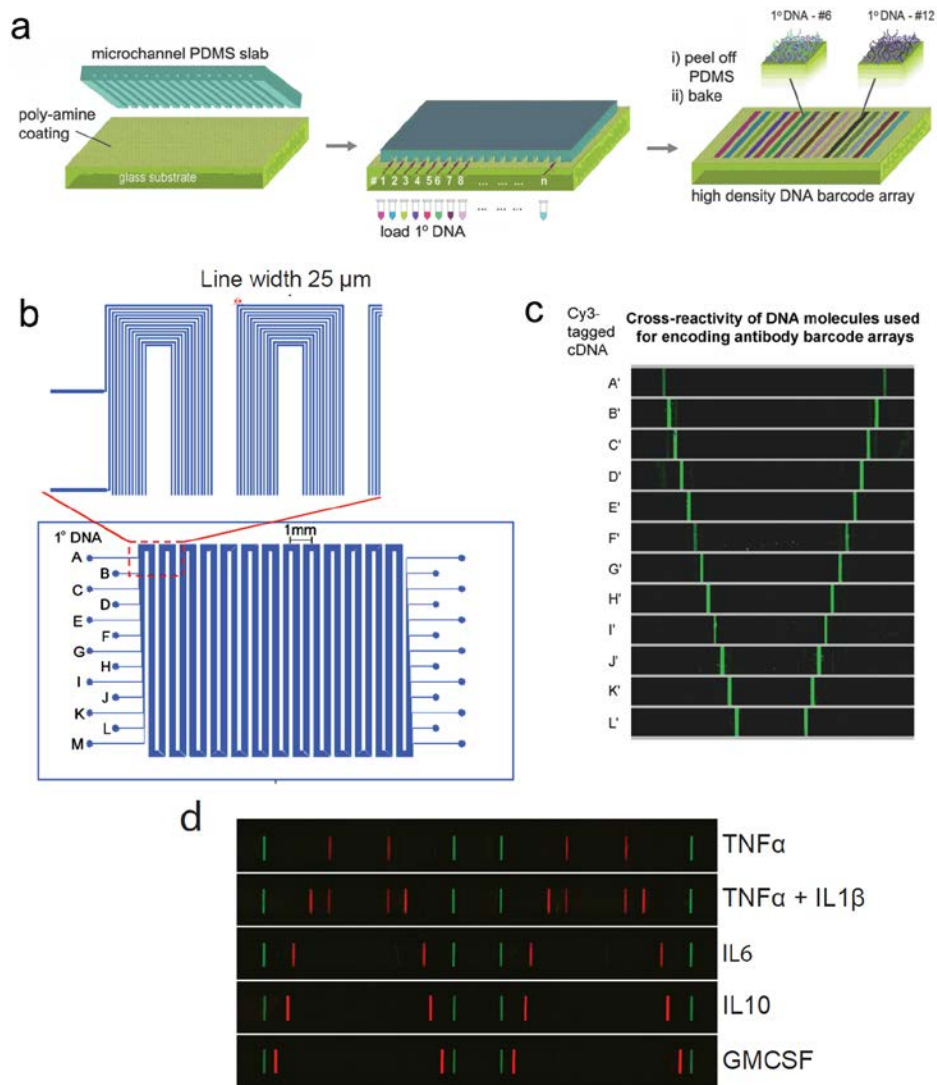 a
microchannel PDMS slab
poly-amine
coating
glass substrate
# 1 2 3 4 5 6 7 8 ... ... ... n
... ... ...
load 1° DNA
1° DNA - #6
1° DNA - #12
i) peel off
PDMS
ii) bake
high density DNA barcode array
b
Line width 25 μm
1mm
1° DNA
A
B
C
D
E
F
G
H
I
J
K
L
M
c
Cy3-
tagged
cDNA
Cross-reactivity of DNA molecules used
for encoding antibody barcode arrays
A'
B'
C'
D'
E'
F'
G'
H'
I'
J'
K'
L'
d
TNFα
TNFα + IL1β
IL6
IL10
GMCSF